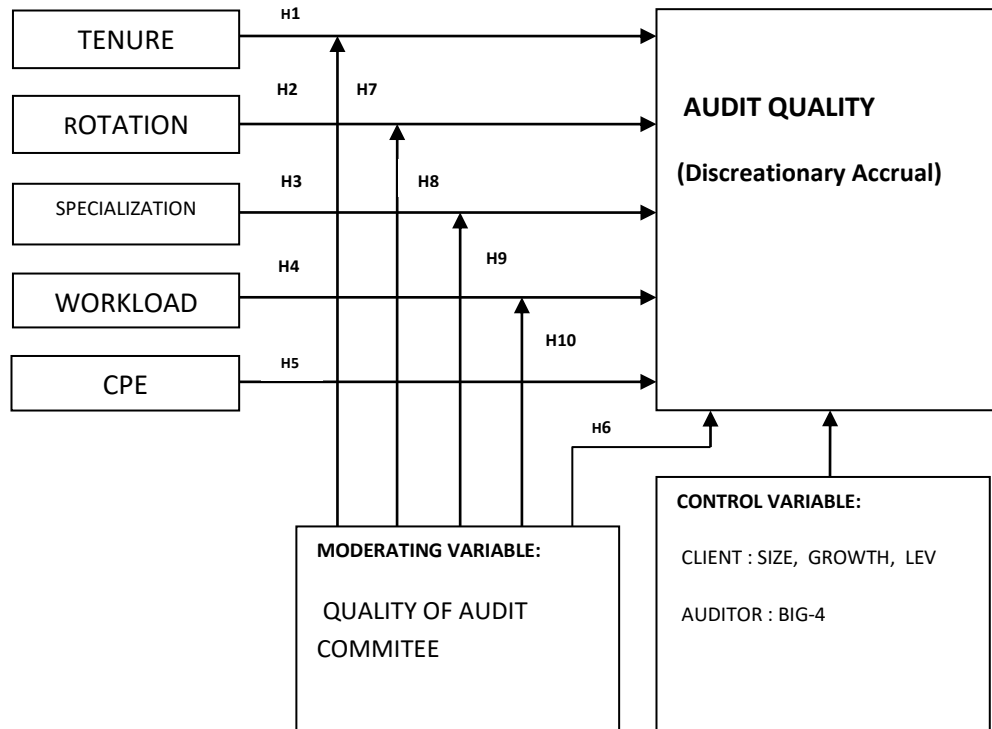 H1
TENURE
H2
H7
ROTATION
AUDIT QUALITY
(Discreationary Accrual)
H3
H8
SPECIALIZATION
H4
H9
WORKLOAD
H10
H5
CPE
H6
MODERATING VARIABLE:
QUALITY OF AUDIT
COMMITEE
CONTROL VARIABLE:
CLIENT : SIZE, GROWTH, LEV
AUDITOR : BIG-4